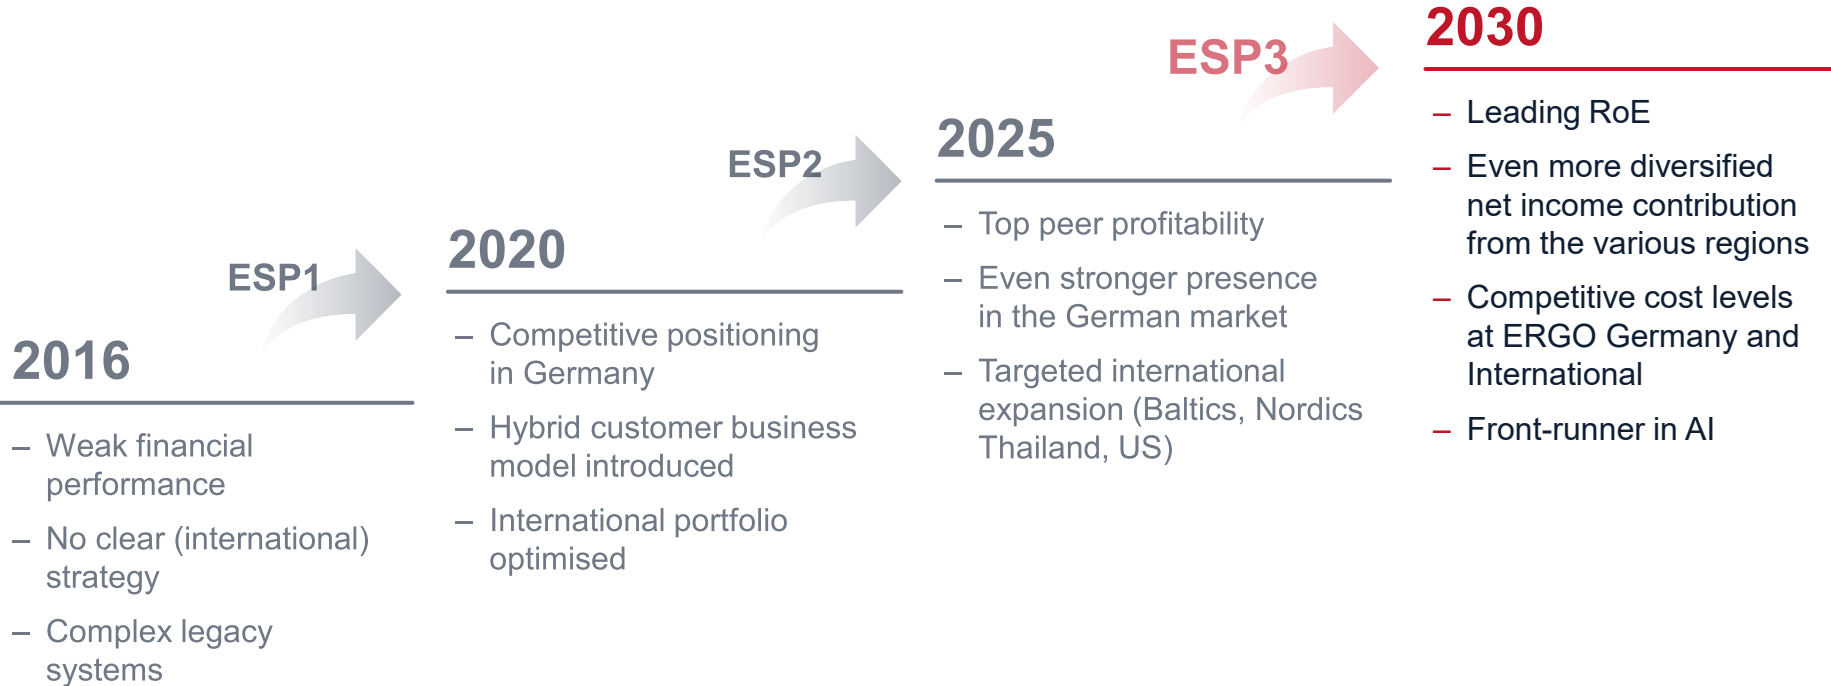 2016
– Weak financial
performance
– No clear (international)
strategy
– Complex legacy
systems
ESP1
2020
– Competitive positioning
in Germany
– Hybrid customer business
model introduced
– International portfolio
optimised
ESP2
2025
– Top peer profitability
– Even stronger presence
in the German market
– Targeted international
expansion (Baltics, Nordics
Thailand, US)
ESP3
2030
– Leading RoE
– Even more diversified
net income contribution
from the various regions
– Competitive cost levels
at ERGO Germany and
International
– Front-runner in AI